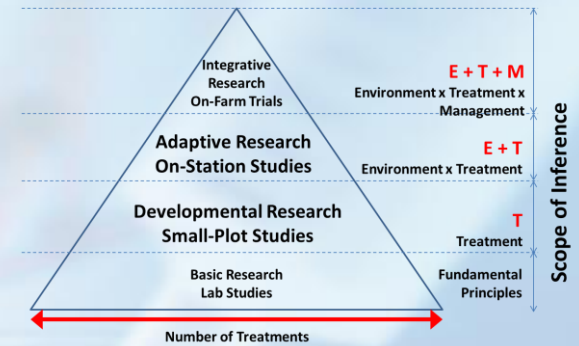 Integrative
Research
On-Farm Trials
E + T + M
Environment x Treatment x
Management
Adaptive Research
On-Station Studies
E + T
Environment x Treatment
Developmental Research
Small-Plot Studies
T
Treatment
Basic Research
Lab Studies
Fundamental
Principles
Number of Treatments
Scope of Inference